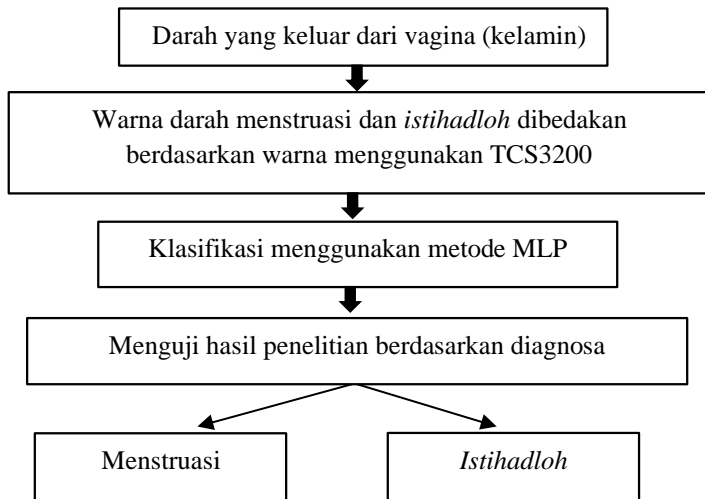 Darah yang keluar dari vagina (kelamin)
Warna darah menstruasi dan istihadloh dibedakan
berdasarkan warna menggunakan TCS3200
Klasifikasi menggunakan metode MLP
Menguji hasil penelitian berdasarkan diagnosa
Menstruasi
Istihadloh